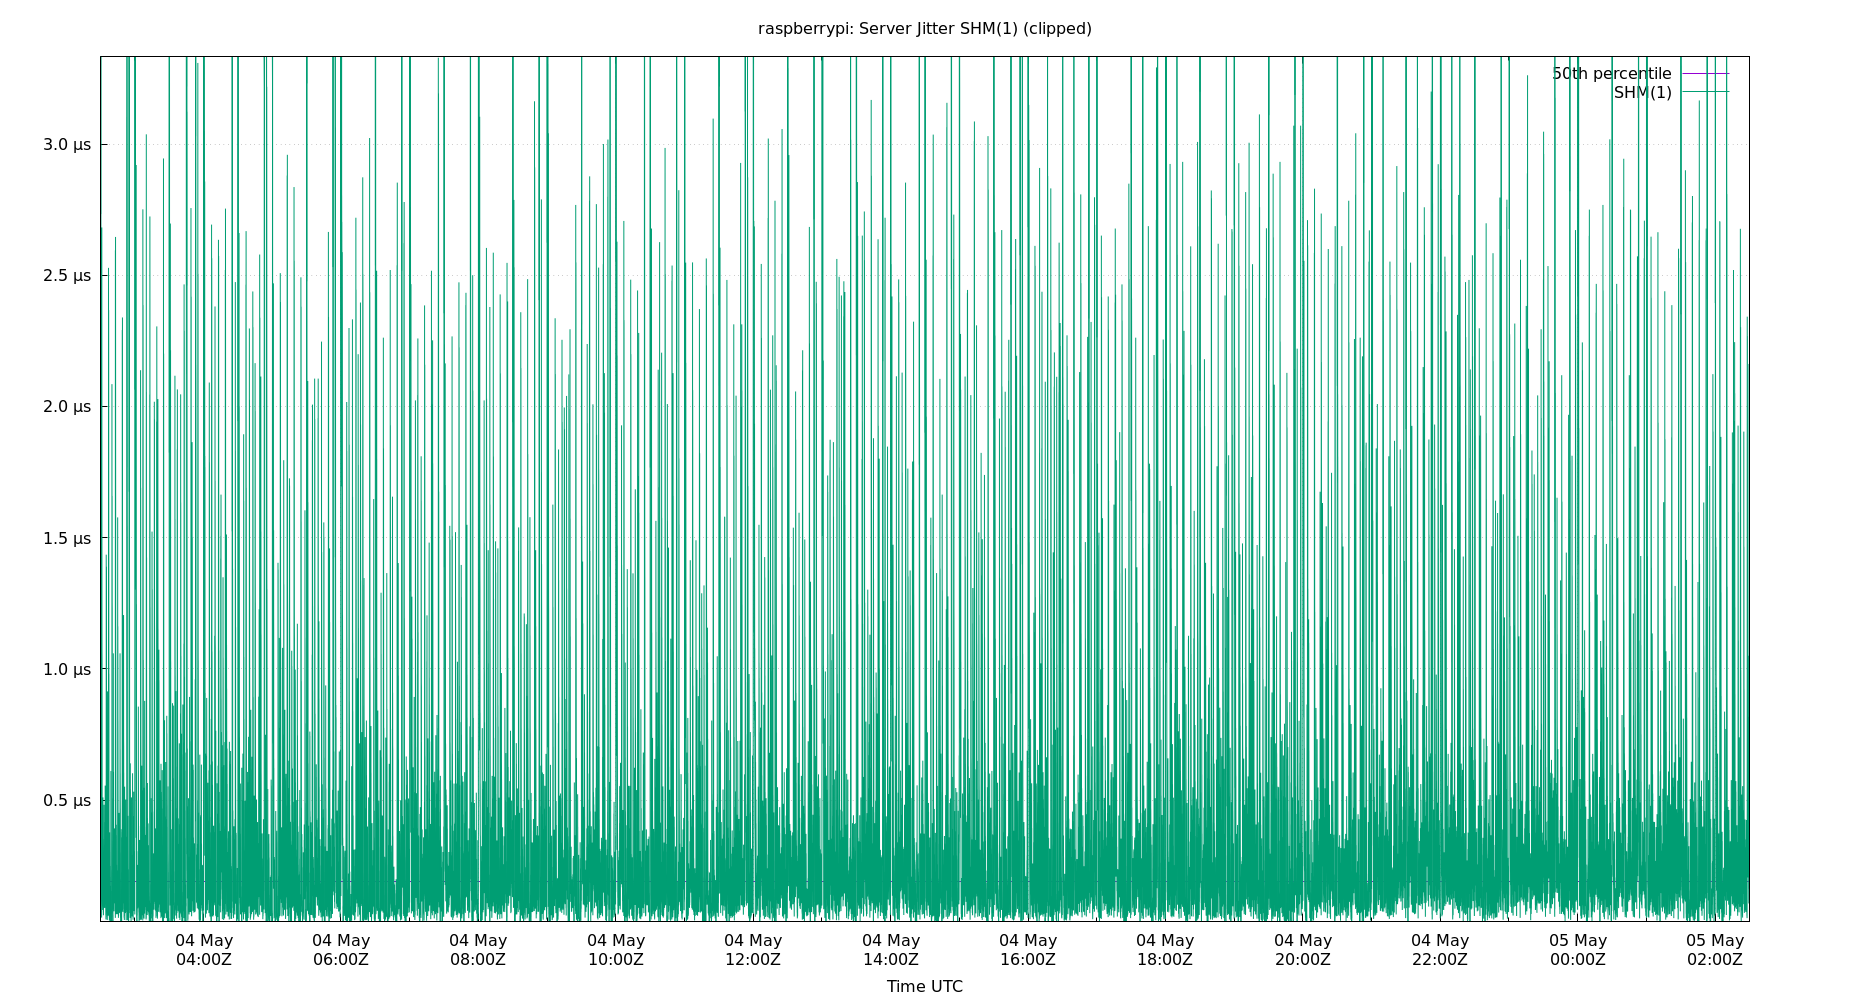 raspberrypi: Server Jitter SHM(1) (clipped)
50th percentile
SHM(1)
3.0 µs
2.5 µs
2.0 µs
1.5 µs
1.0 µs
0.5 µs
04 May 04 May 04 May 04 May 04 May 04 May 04 May 04 May 04 May 04 May 05 May 05 May
04:00Z 06:00Z 08:00Z 10:00Z 12:00Z 14:00Z 16:00Z 18:00Z 20:00Z 22:00Z 00:00Z 02:00Z
Time UTC